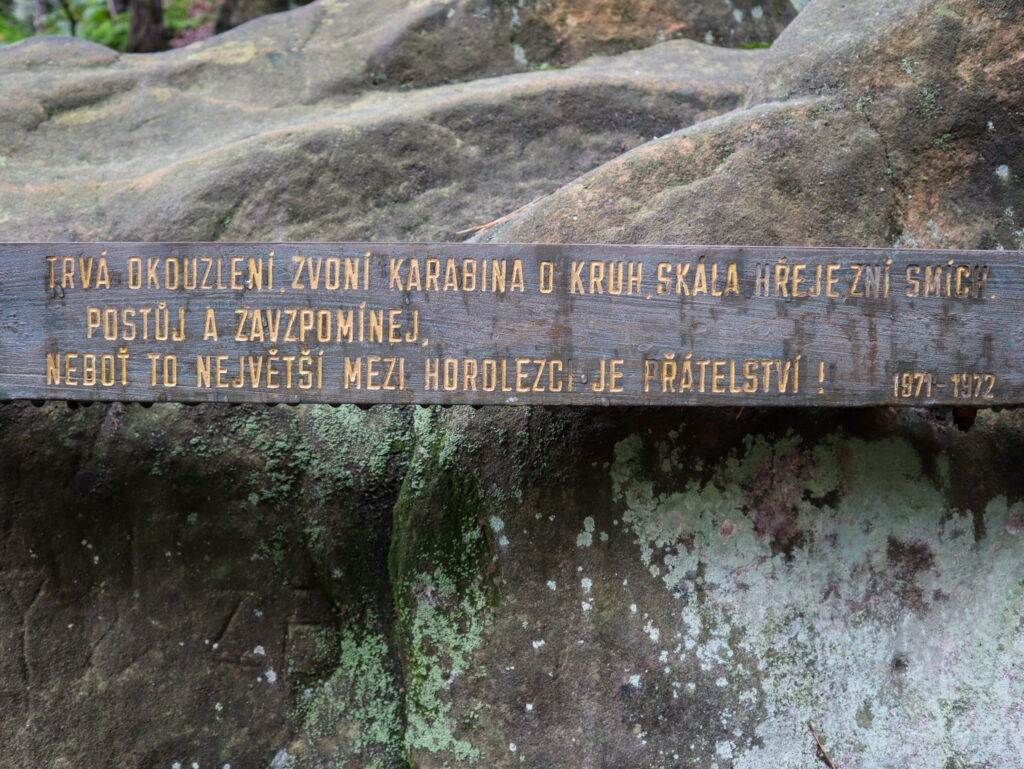 TRVÁ OKOUZLENÍ, ZVONÍ KARABINA O KRUH, SKÁLA HŘEJE ZNÍ SMÍCH.
POSTŮJ A ZAVZPOMÍNEJ,
NEBOŤ TO NEJVĚTŠÍ MEZI HOROLEZCI JE PŘÁTELSTVÍ ! 1971-1972